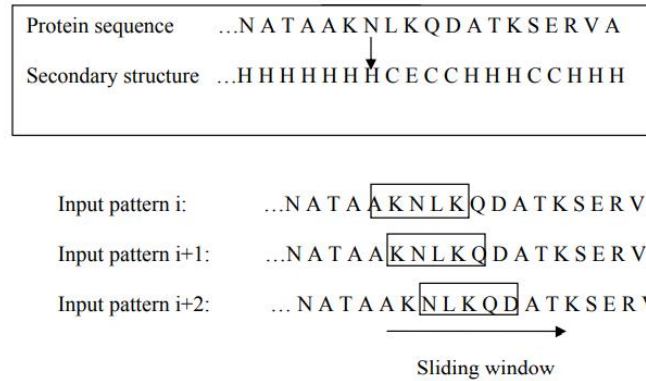 Protein sequence ...N A T A A K N L K Q D A T K S E R V A
Secondary structure ...H H H H H H H C E C C H H H C C H H H
Input pattern i: ...N A T A A K N L K Q D A T K S E R V
Input pattern i+1: ...N A T A A K N L K Q D A T K S E R V
Input pattern i+2: ... N A T A A K N L K Q D A T K S E R V
Sliding window